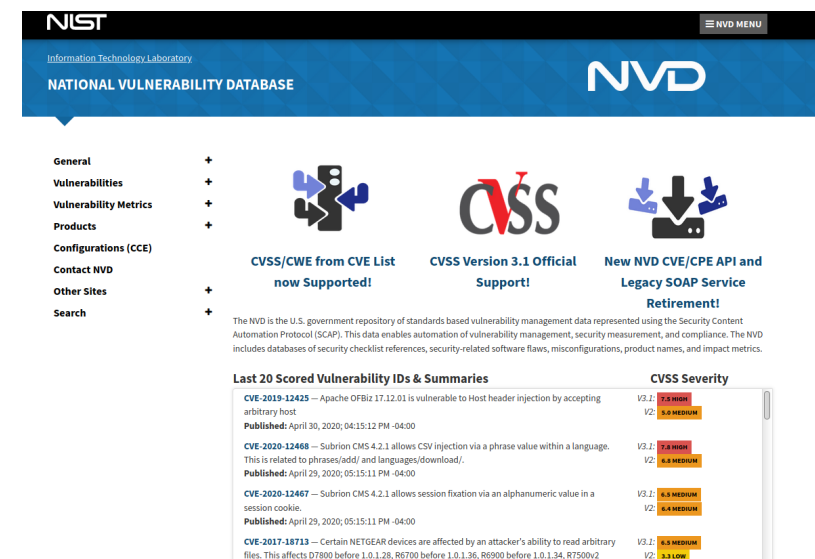 NIST
NVD MENU
Information Technology Laboratory
NATIONAL VULNERABILITY DATABASE
NVD
General +
Vulnerabilities +
Vulnerability Metrics +
Products +
Configurations (CCE)
Contact NVD
Other Sites +
Search +
CVSS
CVSS/CWE from CVE List
now Supported!
CVSS Version 3.1 Official
Support!
New NVD CVE/CPE API and
Legacy SOAP Service
Retirement!
The NVD is the U.S. government repository of standards based vulnerability management data represented using the Security Content
Automation Protocol (SCAP). This data enables automation of vulnerability management, security measurement, and compliance. The NVD
includes databases of security checklist references, security-related software flaws, misconfigurations, product names, and impact metrics.
Last 20 Scored Vulnerability IDs & Summaries CVSS Severity
CVE-2019-12425 — Apache OFBiz 17.12.01 is vulnerable to Host header injection by accepting V3.1: 7.5 HIGH
arbitrary host V2: 5.0 MEDIUM
Published: April 30, 2020; 04:15:12 PM -04:00
CVE-2020-12468 — Subrion CMS 4.2.1 allows CSV injection via a phrase value within a language. V3.1: 7.8 HIGH
This is related to phrases/add/ and languages/download/. V2: 6.8 MEDIUM
Published: April 29, 2020; 05:15:11 PM -04:00
CVE-2020-12467 — Subrion CMS 4.2.1 allows session fixation via an alphanumeric value in a V3.1: 6.5 MEDIUM
session cookie. V2: 6.4 MEDIUM
Published: April 29, 2020; 05:15:11 PM -04:00
CVE-2017-18713 — Certain NETGEAR devices are affected by an attacker's ability to read arbitrary V3.1: 6.5 MEDIUM
files. This affects D7800 before 1.0.1.28, R6700 before 1.0.1.36, R6900 before 1.0.1.34, R7500v2 V2: 3.3 LOW